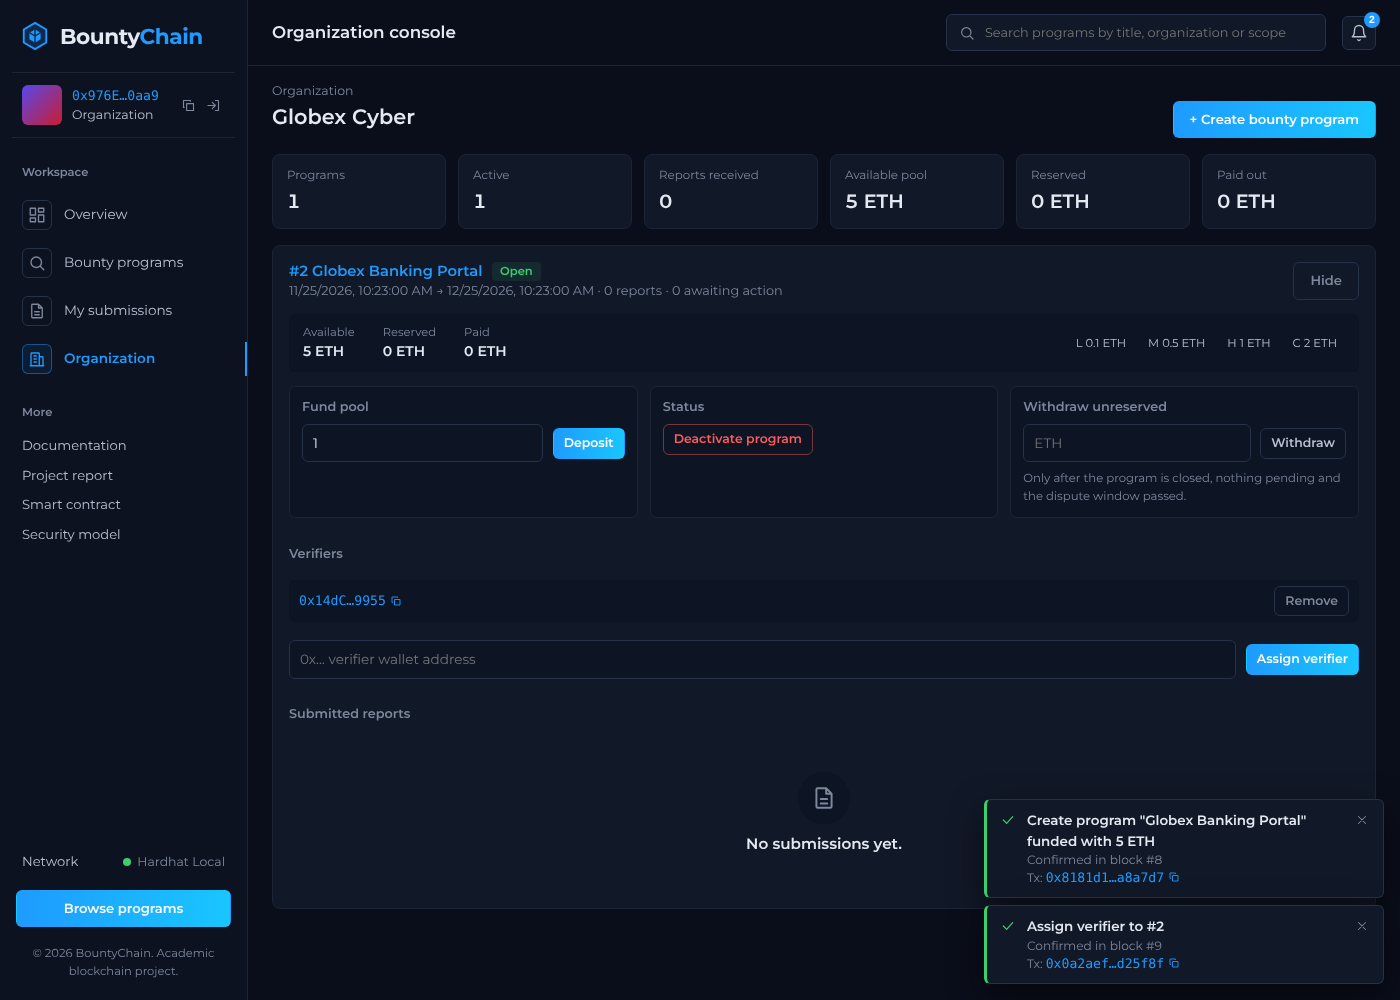 BountyChain
0x976E…0aa9
Organization
Workspace
Overview
Bounty programs
My submissions
Organization
More
Documentation
Project report
Smart contract
Security model
Network
Hardhat Local
Browse programs
© 2026 BountyChain. Academic
blockchain project.
Organization console
Search programs by title, organization or scope
2
Organization
Globex Cyber
+ Create bounty program
Programs
1
Active
1
Reports received
0
Available pool
5 ETH
Reserved
0 ETH
Paid out
0 ETH
#2 Globex Banking Portal
Open
11/25/2026, 10:23:00 AM → 12/25/2026, 10:23:00 AM · 0 reports · 0 awaiting action
Hide
Available
5 ETH
Reserved
0 ETH
Paid
0 ETH
L 0.1 ETH
M 0.5 ETH
H 1 ETH
C 2 ETH
Fund pool
1
Deposit
Status
Deactivate program
Withdraw unreserved
ETH
Withdraw
Only after the program is closed, nothing pending and
the dispute window passed.
Verifiers
0x14dC…9955
Remove
0x… verifier wallet address
Assign verifier
Submitted reports
No submissions yet.
Create program "Globex Banking Portal"
funded with 5 ETH
Confirmed in block #8
Tx: 0x8181d1…a8a7d7
Assign verifier to #2
Confirmed in block #9
Tx: 0x0a2aef…d25f8f